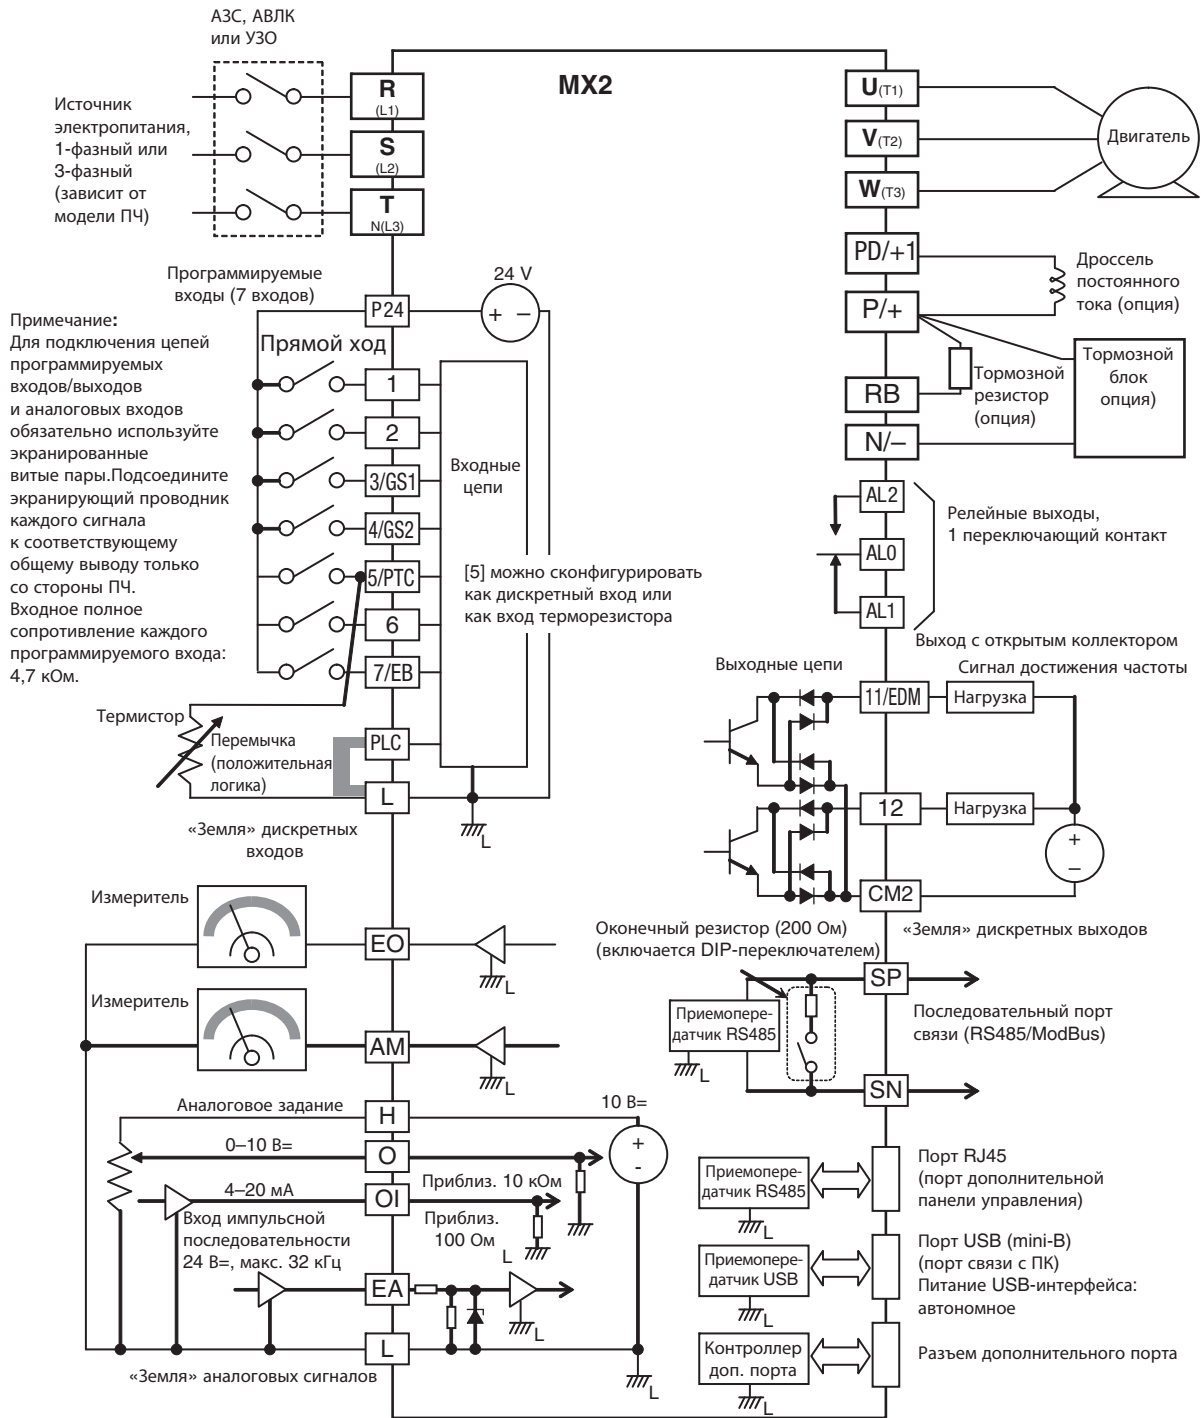 АЗС, АВЛК
или УЗО
MX2
Источник
электропитания,
1-фазный или
3-фазный
(зависит от
модели ПЧ)
R
(L1)
S
(L2)
T
N(L3)
U(T1)
V(T2)
W(T3)
Двигатель
PD/+1
P/+
Дроссель
постоянного
тока (опция)
RB
N/–
Тормозной
резистор
(опция)
Тормозной
блок
опция)
Программируемые
входы (7 входов)
24 V
P24
+ –
Примечание:
Для подключения цепей
программируемых
входов/выходов
и аналоговых входов
обязательно используйте
экранированные
витые пары.Подсоедините
экранирующий проводник
каждого сигнала
к соответствующему
общему выводу только
со стороны ПЧ.
Входное полное
сопротивление каждого
программируемого входа:
4,7 кОм.
Прямой ход
1
2
3/GS1
4/GS2
5/PTC
6
7/EB
PLC
L
Входные
цепи
[5] можно сконфигурировать
как дискретный вход или
как вход терморезистора
Термистор
Перемычка
(положительная
логика)
L
«Земля» дискретных
входов
AL2
AL0
AL1
Релейные выходы,
1 переключающий контакт
Выход с открытым коллектором
Выходные цепи
Сигнал достижения частоты
11/EDM
Нагрузка
12
Нагрузка
+
–
CM2
«Земля» дискретных выходов
Измеритель
EO
L
Измеритель
AM
L
Оконечный резистор (200 Ом)
(включается DIP-переключателем)
SP
Приемопере-
датчик RS485
L
Последовательный порт
связи (RS485/ModBus)
SN
Аналоговое задание
H
10 В=
+
-
0–10 В=
O
Приблиз. 10 кОм
4–20 мА
OI
Приблиз.
100 Ом
L
Вход импульсной
последовательности
24 В=, макс. 32 кГц
EA
L
L
L
«Земля» аналоговых сигналов
Приемопере-
датчик RS485
L
Порт RJ45
(порт дополнительной
панели управления)
Приемопере-
датчик USB
L
Порт USB (mini-B)
(порт связи с ПК)
Питание USB-интерфейса:
автономное
Контроллер
доп. порта
L
Разъем дополнительного порта